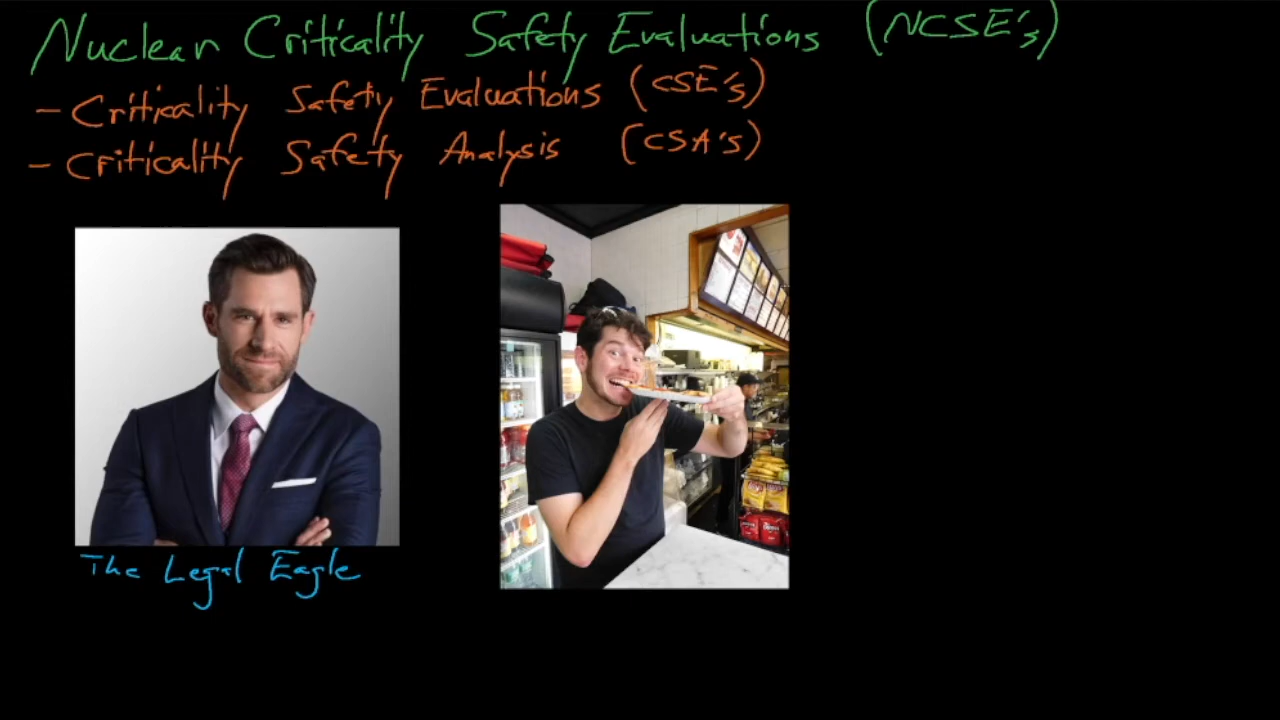 Nuclear Criticality Safety Evaluations (NCSE's)
- Criticality Safety Evaluations (CSE's)
- Criticality Safety Analysis (CSA's)
The Legal Eagle